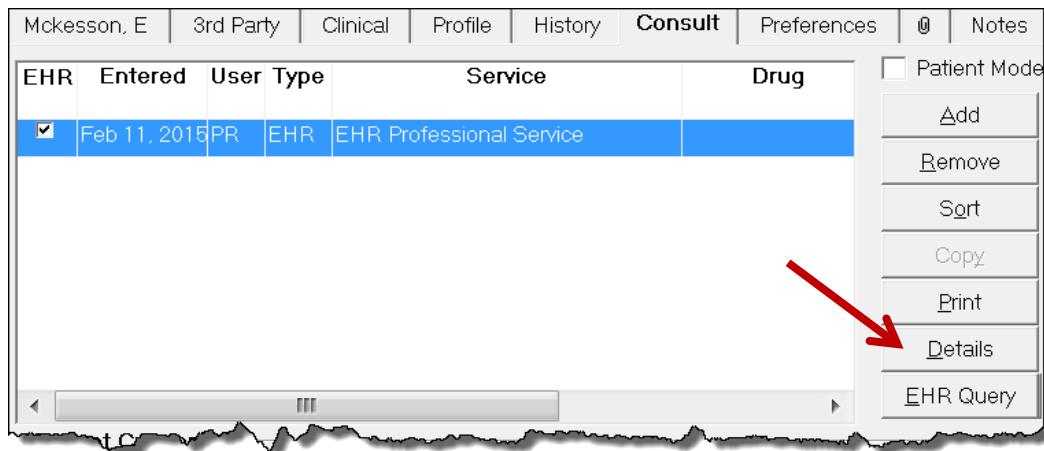 Mckesson, E 3rd Party Clinical Profile History Consult Preferences Notes
EHR Entered User Type Service Drug
Patient Mode
Feb 11, 2015 PR EHR EHR Professional Service
Add
Remove
Sort
Copy
Print
Details
EHR Query